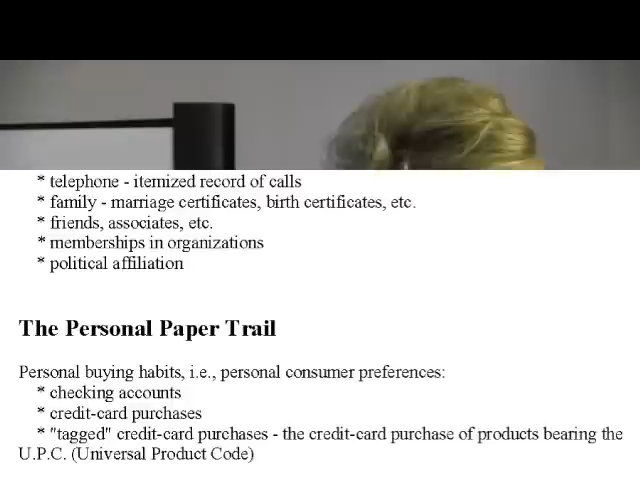 * telephone - itemized record of calls
* family - marriage certificates, birth certificates, etc.
* friends, associates, etc.
* memberships in organizations
* political affiliation
The Personal Paper Trail
Personal buying habits, i.e., personal consumer preferences:
* checking accounts
* credit-card purchases
* "tagged" credit-card purchases - the credit-card purchase of products bearing the
U.P.C. (Universal Product Code)